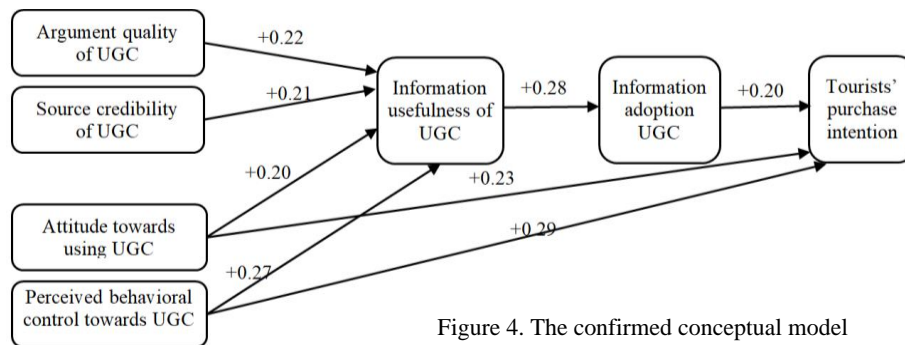 Argument quality
of UGC
+0.22
Source credibility
of UGC
+0.21
Information
usefulness of
UGC
+0.28
Information
adoption
UGC
+0.20
Tourists'
purchase
intention
+0.20
+0.23
Attitude towards
using UGC
+0.27
+0.29
Perceived behavioral
control towards UGC
Figure 4. The confirmed conceptual model